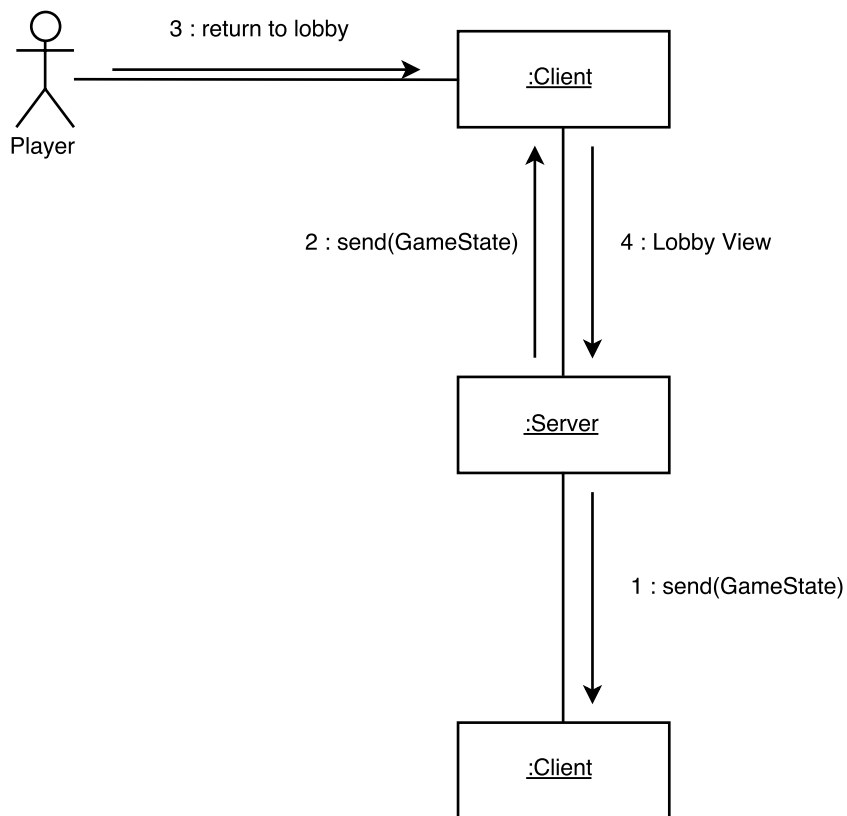 3 : return to lobby
:Client
Player
2 : send(GameState)
4 : Lobby View
:Server
1 : send(GameState)
:Client